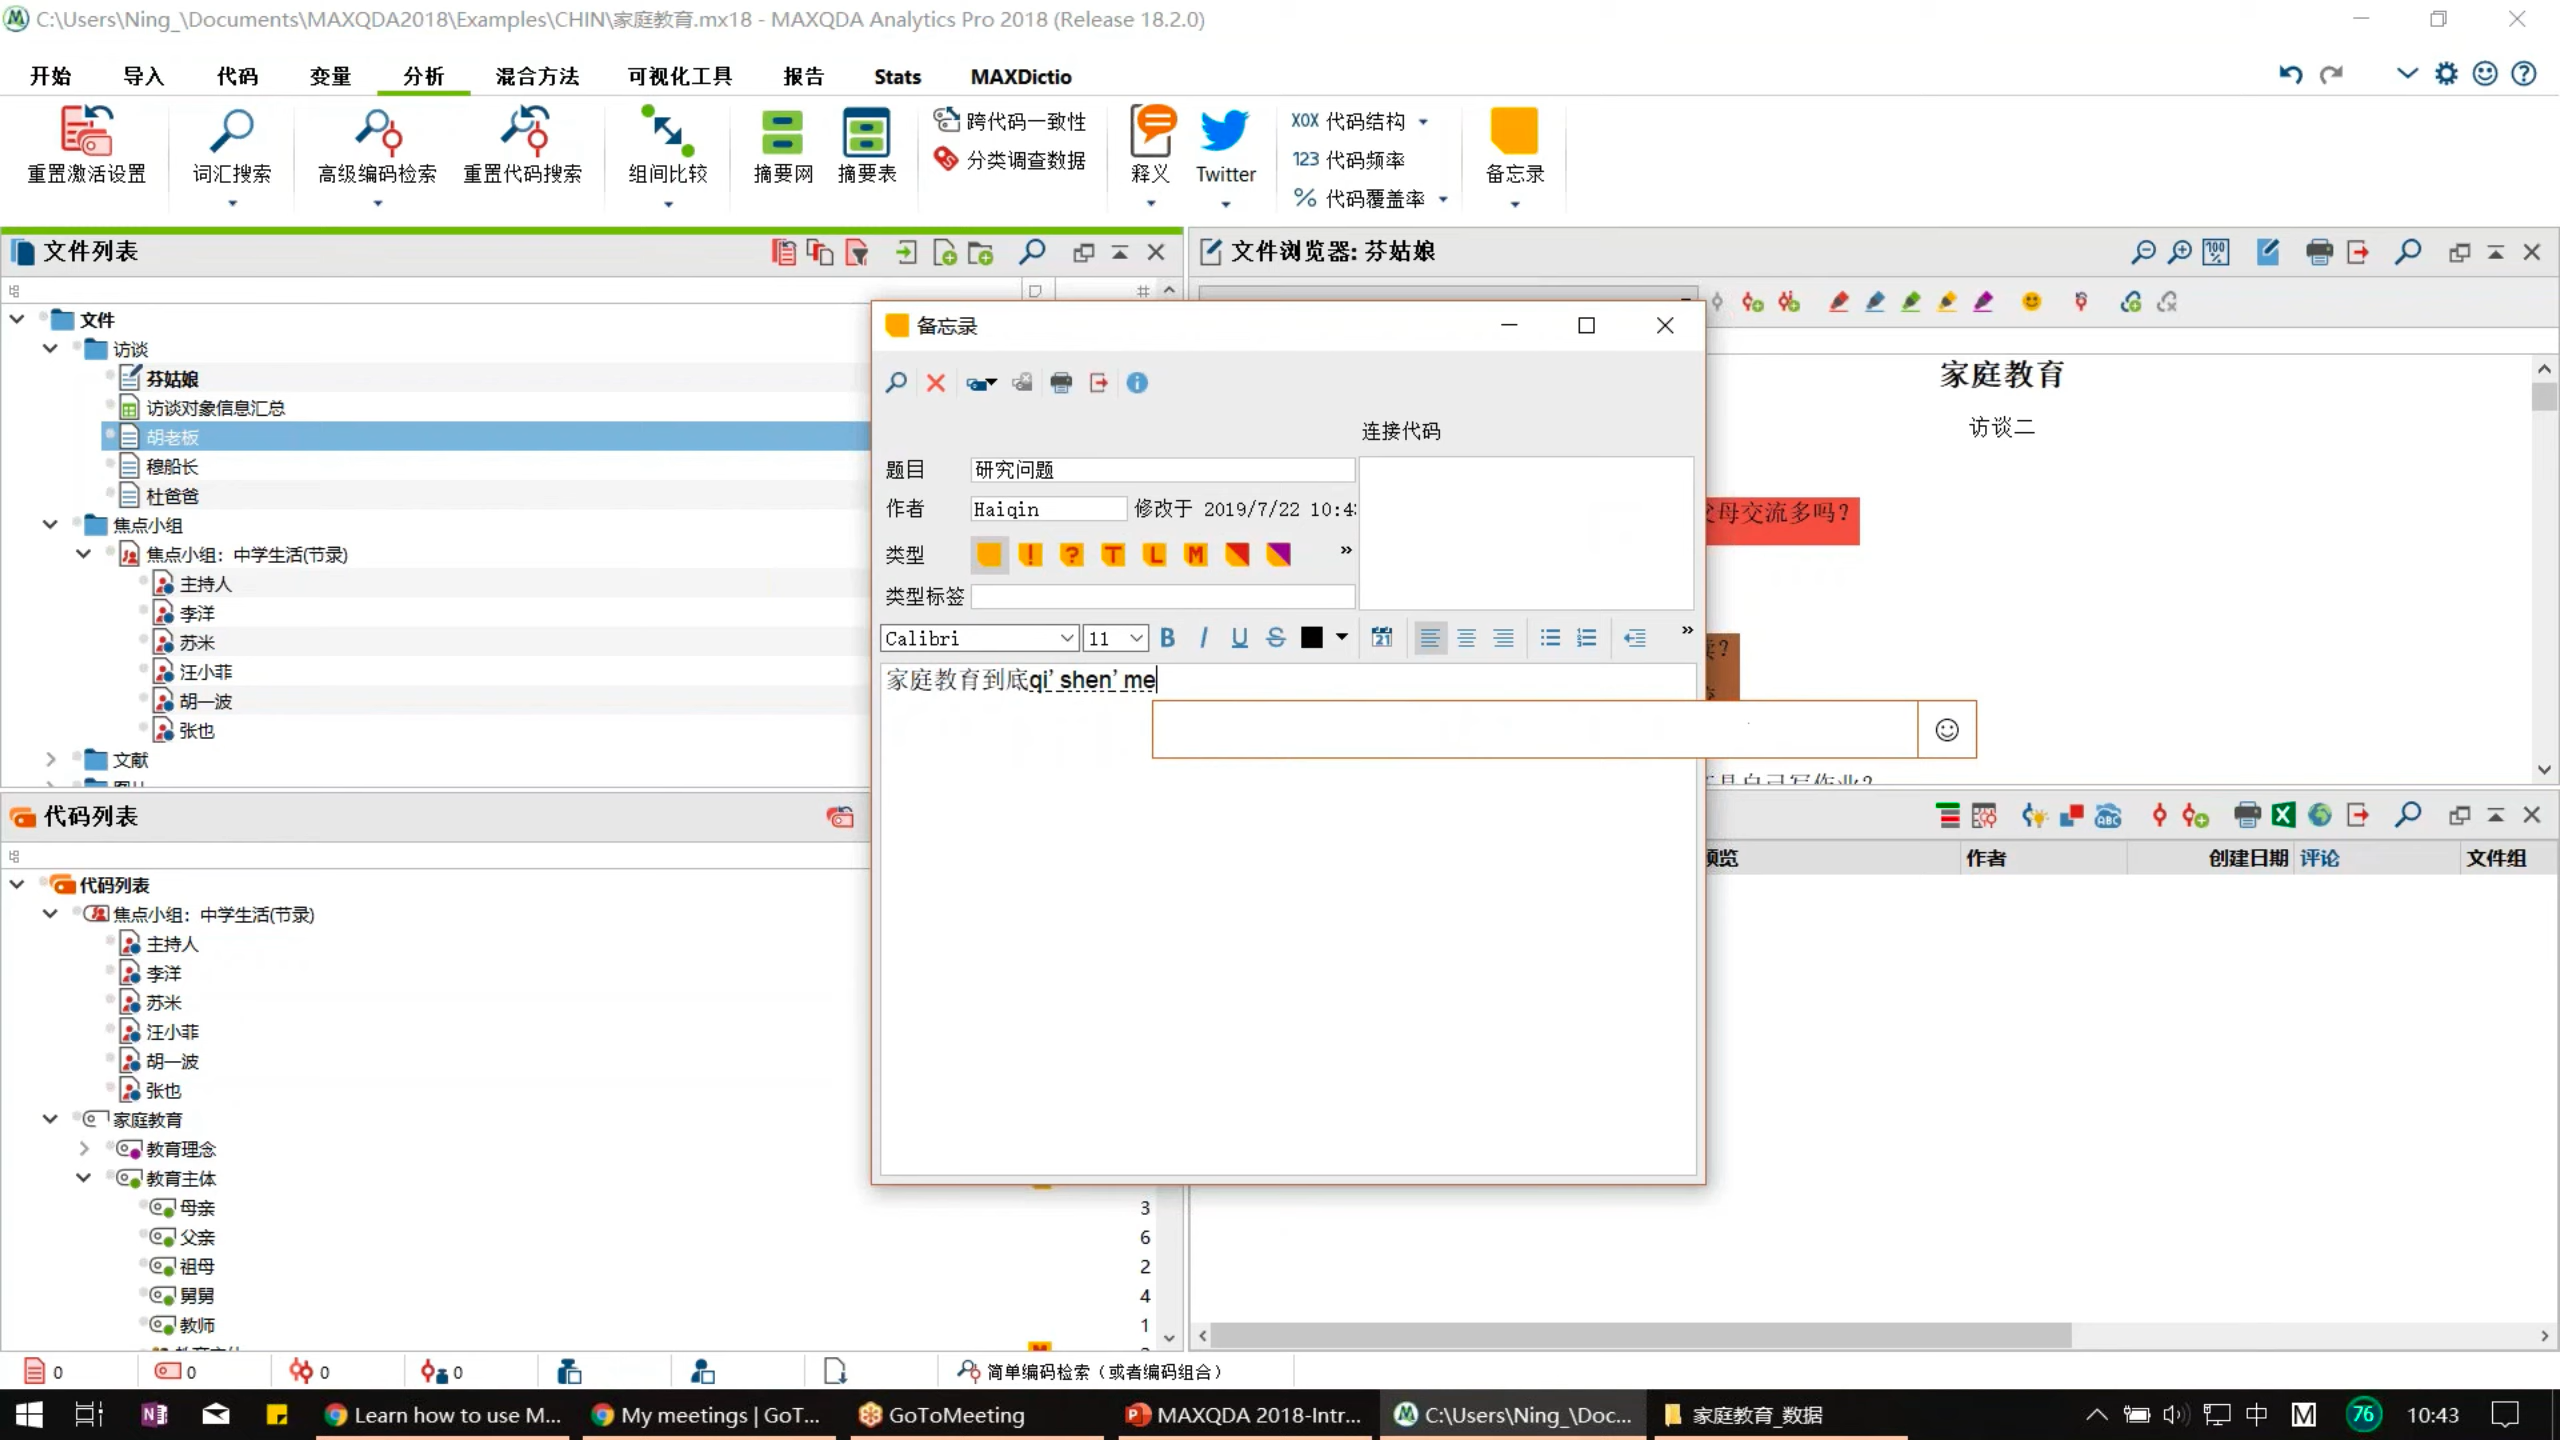 C:\Users\Ning_\Documents\MAXQDA2018\Examples\CHIN\家庭教育.mx18 - MAXQDA Analytics Pro 2018 (Release 18.2.0)
开始 导入 代码 变量 分析 混合方法 可视化工具 报告 Stats MAXDictio
重置激活设置 词汇搜索 高级编码检索 重置代码搜索 组间比较 摘要网 摘要表 释义 Twitter 备忘录
跨代码一致性
分类调查数据
XOX 代码结构
123 代码频率
% 代码覆盖率
文件列表
文件
访谈
芬姑娘
访谈对象信息汇总
胡老板
穆船长
杜爸爸
焦点小组
焦点小组：中学生活(节录)
主持人
李洋
苏米
汪小菲
胡一波
张也
文献
文件浏览器: 芬姑娘
家庭教育
访谈二
父母交流多吗?
备忘录
连接代码
题目 研究问题
作者 Haiqin 修改于 2019/7/22 10:4
类型 ! ? T L M
类型标签
Calibri 11 B I U S 21
家庭教育到底qi'shen'me
代码列表
代码列表
焦点小组：中学生活(节录)
主持人
李洋
苏米
汪小菲
胡一波
张也
家庭教育
教育理念
教育主体
母亲 3
父亲 6
祖母 2
舅舅 4
教师 1
预览 作者 创建日期 评论 文件组
0 0 0 0 简单编码检索（或者编码组合）
Learn how to use M... My meetings | GoT... GoToMeeting MAXQDA 2018-Intr... C:\Users\Ning_\Doc... 家庭教育_数据 中 M 76 10:43